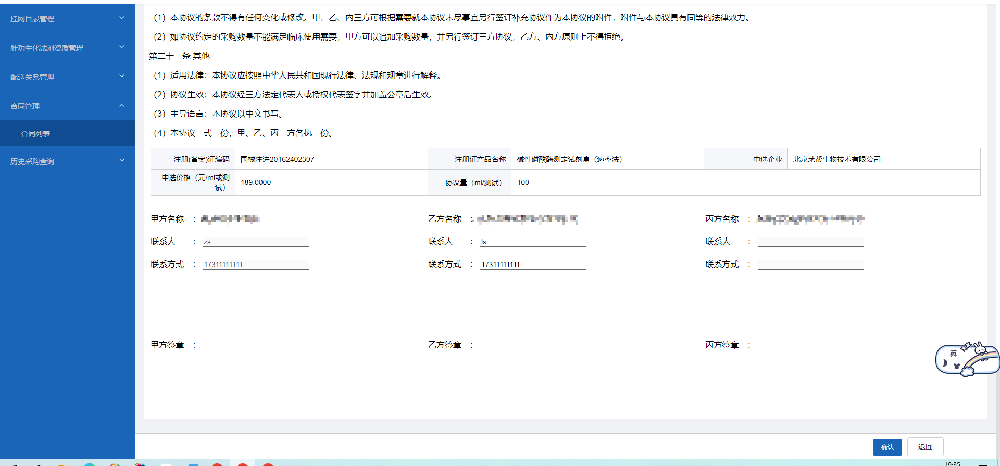 挂网目录管理
肝功生化试剂资质管理
配送关系管理
合同管理
合同列表
历史采购查询
（1）本协议的条款不得有任何变化或修改。甲、乙、丙三方可根据需要就本协议未尽事宜另行签订补充协议作为本协议的附件，附件与本协议具有同等的法律效力。
（2）如协议约定的采购数量不能满足临床使用需要，甲方可以追加采购数量，并另行签订三方协议，乙方、丙方原则上不得拒绝。
第二十一条 其他
（1）适用法律：本协议应按照中华人民共和国现行法律、法规和规章进行解释。
（2）协议生效：本协议经三方法定代表人或授权代表签字并加盖公章后生效。
（3）主导语言：本协议以中文书写。
（4）本协议一式三份，甲、乙、丙三方各执一份。
注册(备案)证编码 国械注进20162402307 注册证产品名称 碱性磷酸酶测定试剂盒（速率法） 中选企业 北京莱帮生物技术有限公司
中选价格（元/ml或测试） 189.0000 协议量（ml/测试） 100
甲方名称 ： 乙方名称 ： 丙方名称 ：
联系人 ： zs 联系人 ： ls 联系人 ：
联系方式 ： 17311111111 联系方式 ： 17311111111 联系方式 ：
甲方签章 ： 乙方签章 ： 丙方签章 ：
英
确认 返回
19:35